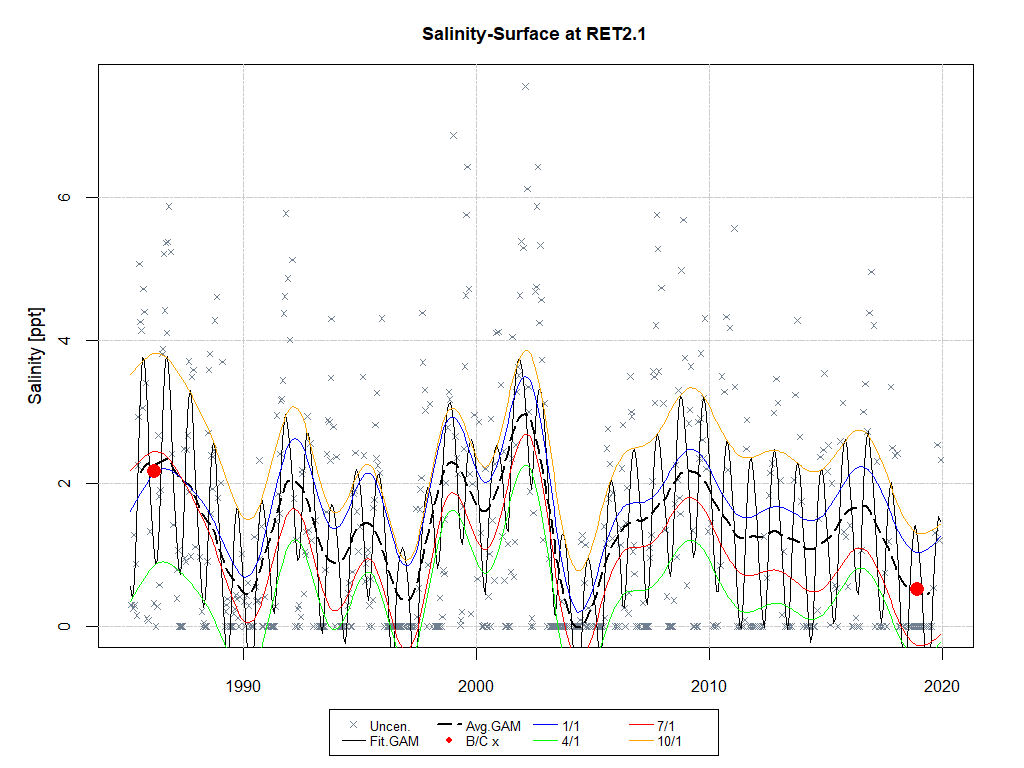 Salinity-Surface at RET2.1
Salinity [ppt]
6
4
2
0
1990 2000 2010 2020
Uncen. Avg.GAM 1/1 7/1
Fit.GAM B/C x 4/1 10/1